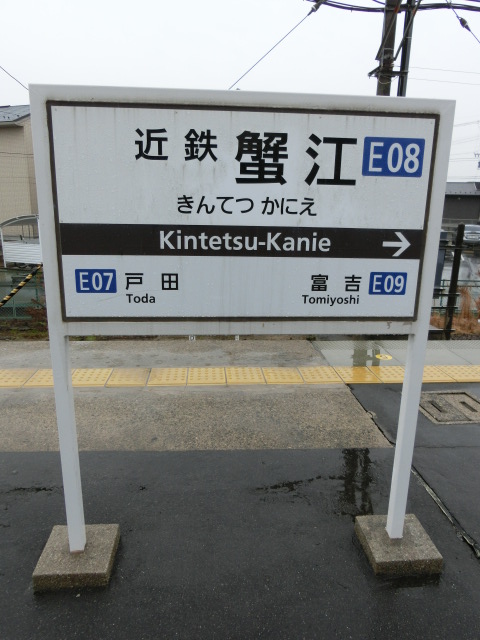 近鉄 蟹江 E08
きんてつ かにえ
Kintetsu-Kanie →
E07 戸田 富吉 E09
Toda Tomiyoshi